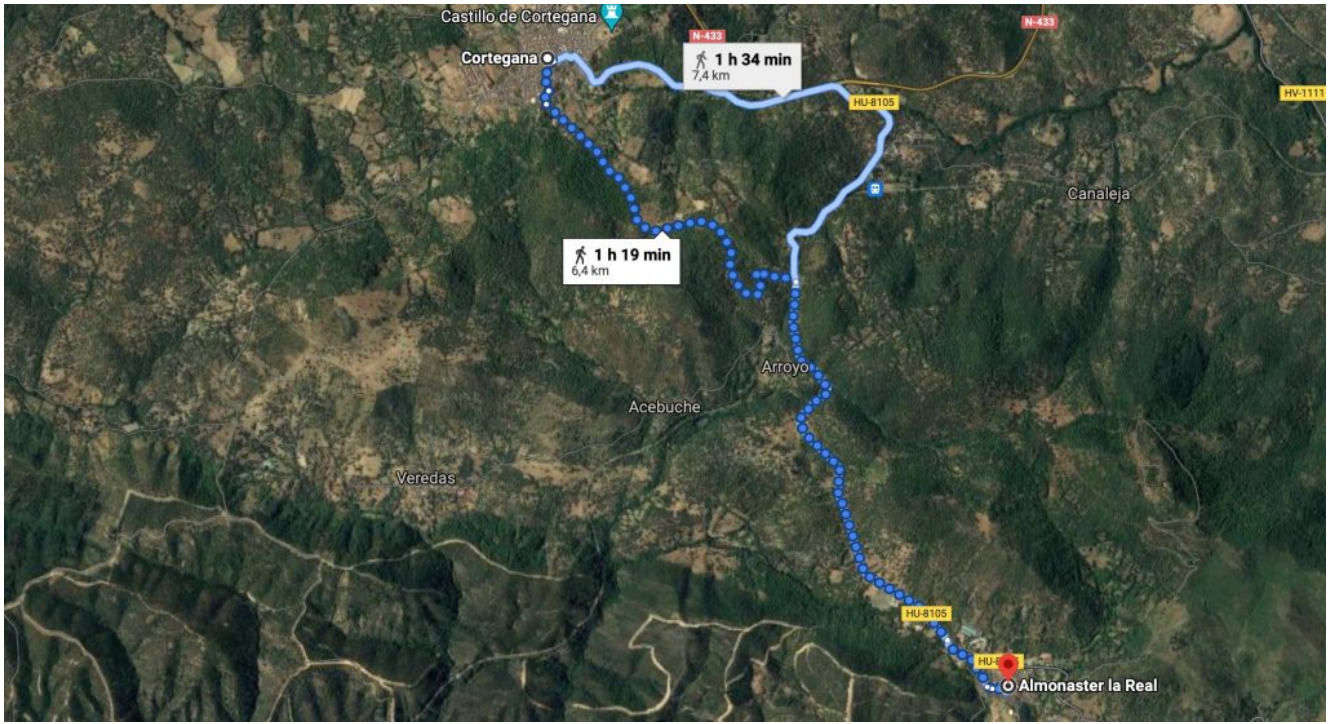 Castillo de Cortegana
N-433
N-433
Cortegana
1 h 34 min
7,4 km
HU-8105
HV-1111
Canaleja
1 h 19 min
6,4 km
Arroyo
Acebuche
Veredas
HU-8105
Almonaster la Real